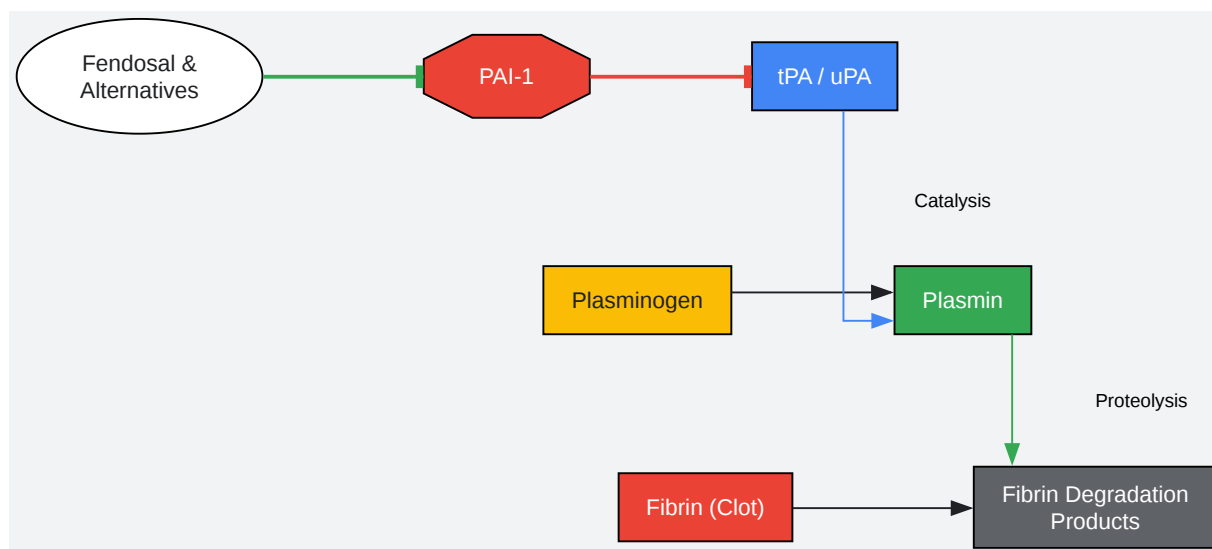 Fendosal &
Alternatives
PAI-1
tPA / uPA
Catalysis
Plasminogen
Plasmin
Proteolysis
Fibrin (Clot)
Fibrin Degradation
Products